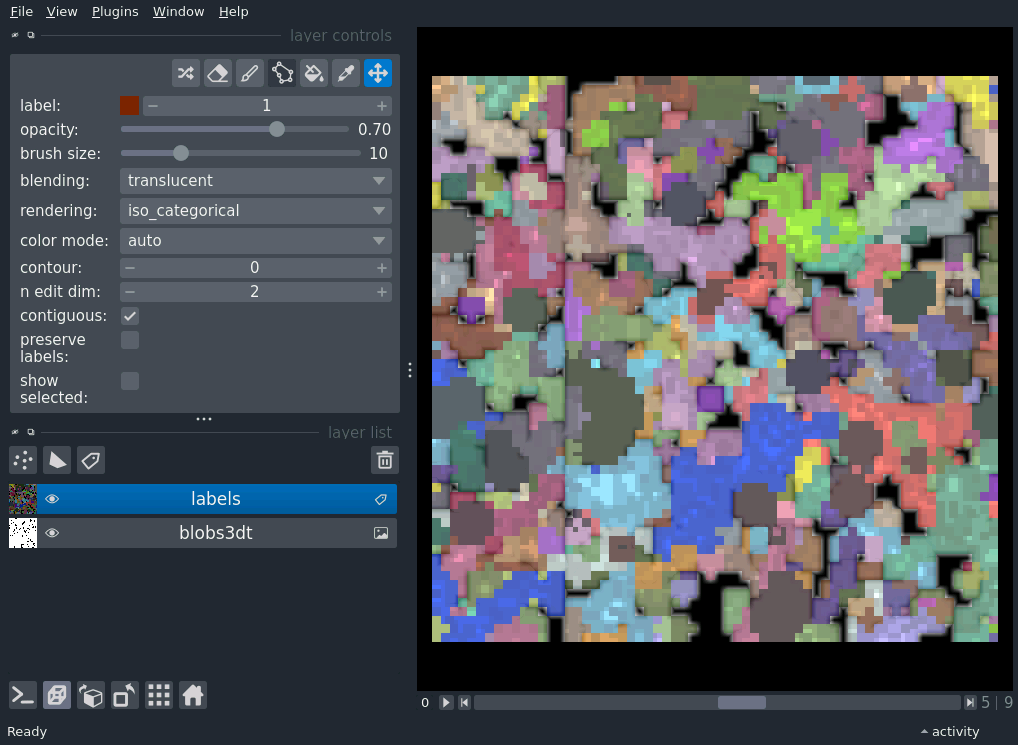 File View Plugins Window Help
layer controls
label: 1
opacity: 0.70
brush size: 10
blending: translucent
rendering: iso_categorical
color mode: auto
contour: 0
n edit dim: 2
contiguous:
preserve
labels:
show
selected:
layer list
labels
blobs3dt
0 5 | 9
Ready activity